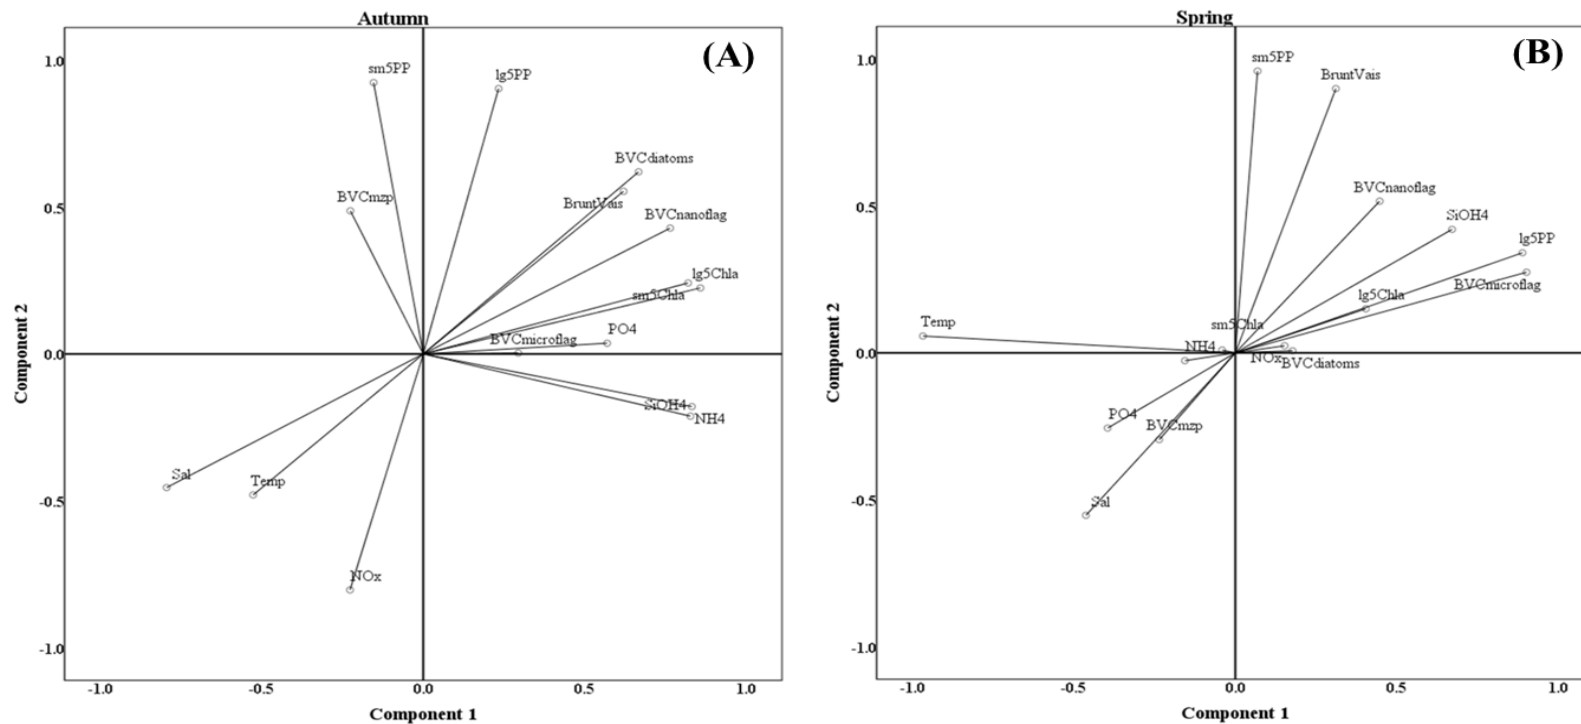 Autumn
(A)
1.0
sm5PP
lg5PP
BVCdiatoms
BVCmzp
BruntVais
0.5
BVCnanoflag
lg5Chla
sm5Chla
PO4
BVCmicroflag
0.0
SiOH4
NH4
Sal
Temp
-0.5
NOx
-1.0
Component 2
-1.0 -0.5 0.0 0.5 1.0
Component 1
Spring
(B)
1.0
sm5PP
BruntVais
BVCnanoflag
SiOH4
0.5
lg5PP
BVCmicroflag
lg5Chla
Temp
sm5Chla
NH4
0.0
NOx
BVCdiatoms
PO4
BVCmzp
Sal
-0.5
-1.0
Component 2
-1.0 -0.5 0.0 0.5 1.0
Component 1